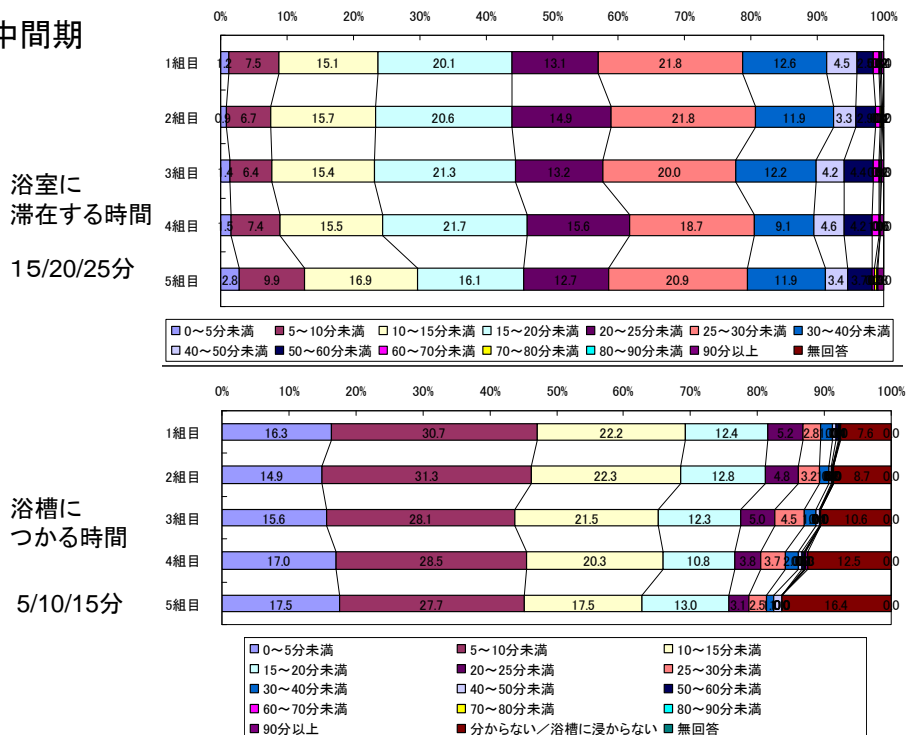 中間期
0% 10% 20% 30% 40% 50% 60% 70% 80% 90% 100%
1組目 1.2 7.5 15.1 20.1 13.1 21.8 12.6 4.5
2組目 0.9 6.7 15.7 20.6 14.9 21.8 11.9 3.3
3組目 1.4 6.4 15.4 21.3 13.2 20.0 12.2 4.2
4組目 1.5 7.4 15.5 21.7 15.6 18.7 9.1 4.6
5組目 2.8 9.9 16.9 16.1 12.7 20.9 11.9 3.4
浴室に
滞在する時間
15/20/25分
0~5分未満 5~10分未満 10~15分未満 15~20分未満 20~25分未満 25~30分未満 30~40分未満
40~50分未満 50~60分未満 60~70分未満 70~80分未満 80~90分未満 90分以上 無回答
0% 10% 20% 30% 40% 50% 60% 70% 80% 90% 100%
1組目 16.3 30.7 22.2 12.4 5.2 2.8 7.6 0.0
2組目 14.9 31.3 22.3 12.8 4.8 3.2 8.7 0.0
3組目 15.6 28.1 21.5 12.3 5.0 4.5 10.6 0.0
4組目 17.0 28.5 20.3 10.8 3.8 3.7 12.5 0.0
5組目 17.5 27.7 17.5 13.0 3.1 2.5 16.4 0.0
浴槽に
つかる時間
5/10/15分
0~5分未満 5~10分未満 10~15分未満
15~20分未満 20~25分未満 25~30分未満
30~40分未満 40~50分未満 50~60分未満
60~70分未満 70~80分未満 80~90分未満
90分以上 分からない/浴槽に浸からない 無回答